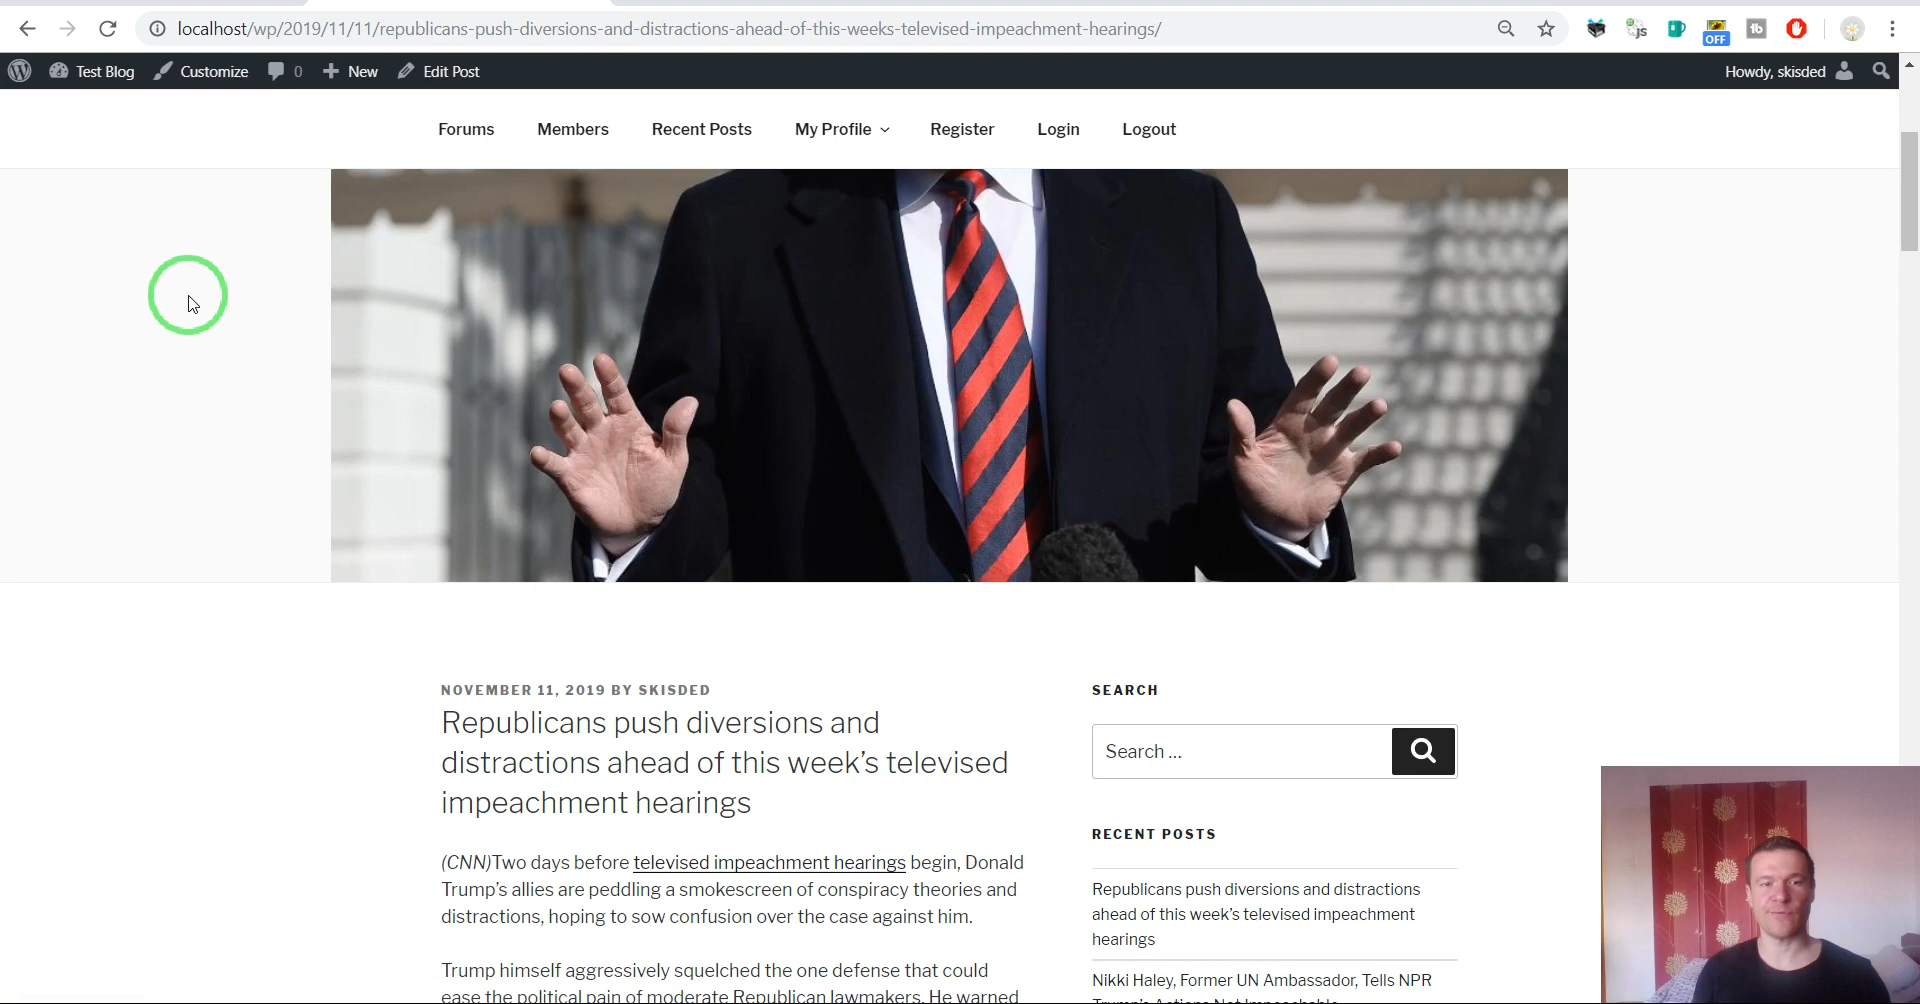 localhost/wp/2019/11/11/republicans-push-diversions-and-distractions-ahead-of-this-weeks-televised-impeachment-hearings/
JS
OFF
tb
Test Blog Customize 0 New Edit Post Howdy, skisded
Forums Members Recent Posts My Profile Register Login Logout
NOVEMBER 11, 2019 BY SKISDED
Republicans push diversions and
distractions ahead of this week’s televised
impeachment hearings
(CNN)Two days before televised impeachment hearings begin, Donald
Trump’s allies are peddling a smokescreen of conspiracy theories and
distractions, hoping to sow confusion over the case against him.
Trump himself aggressively squelched the one defense that could
ease the political pain of moderate Republican lawmakers. He warned
SEARCH
Search …
RECENT POSTS
Republicans push diversions and distractions
ahead of this week’s televised impeachment
hearings
Nikki Haley, Former UN Ambassador, Tells NPR
Trump’s Actions Not Impeachable